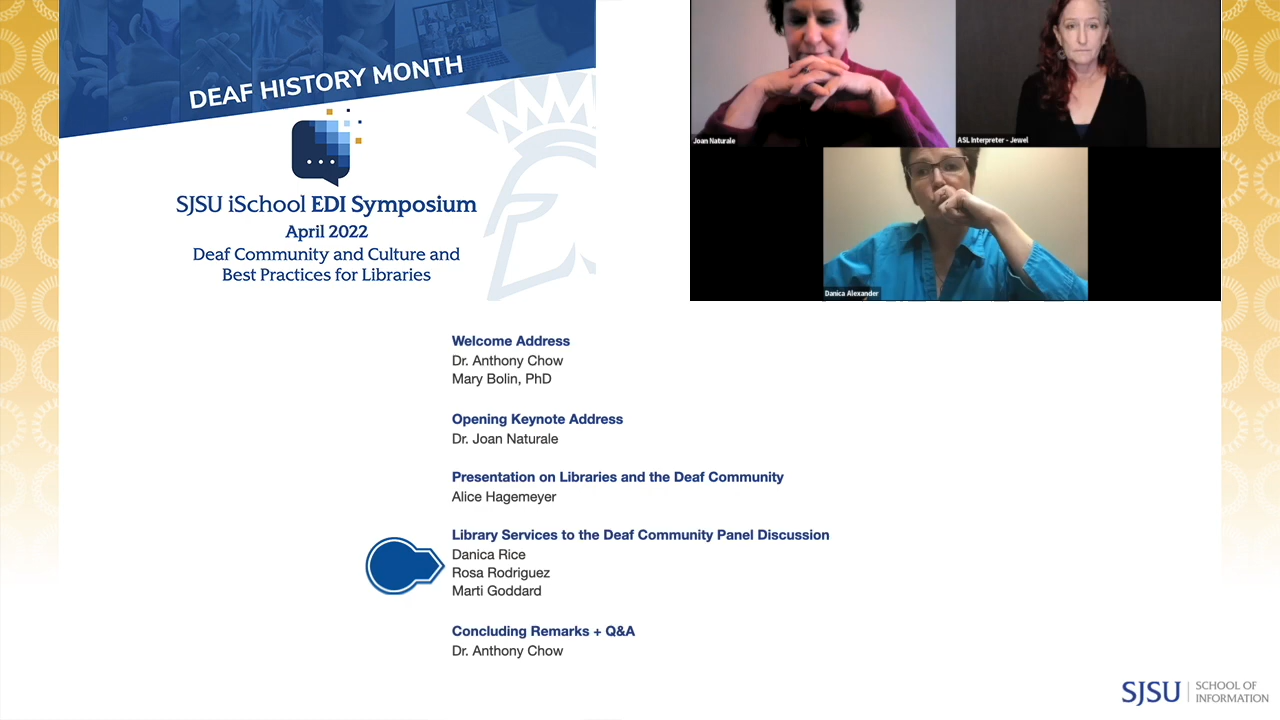 DEAF HISTORY MONTH
SJSU iSchool EDI Symposium
April 2022
Deaf Community and Culture and
Best Practices for Libraries
Joan Naturale
ASL Interpreter - Jewel
Danica Alexander
Welcome Address
Dr. Anthony Chow
Mary Bolin, PhD
Opening Keynote Address
Dr. Joan Naturale
Presentation on Libraries and the Deaf Community
Alice Hagemeyer
Library Services to the Deaf Community Panel Discussion
Danica Rice
Rosa Rodriguez
Marti Goddard
Concluding Remarks + Q&A
Dr. Anthony Chow
SJSU
SCHOOL OF
INFORMATION